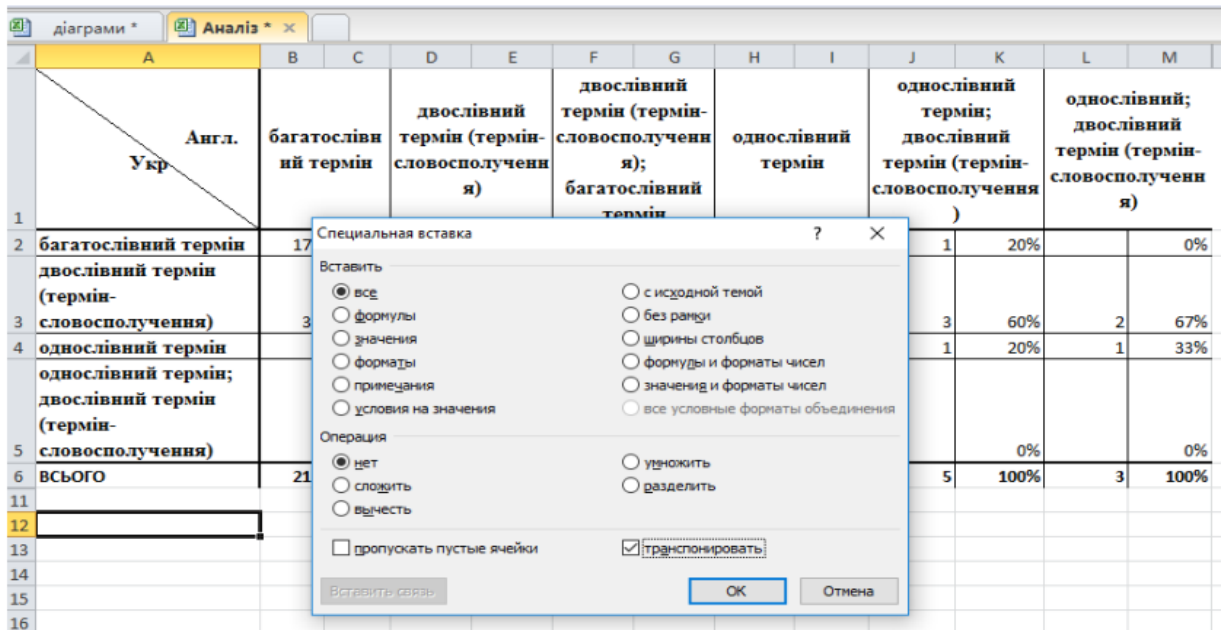 діаграми *
Аналіз *
A B C D E F G H I J K L M
Англ.
Укр
багатослівн
ий термін
двослівний
термін (термін-
словосполученн
я)
двослівний
термін (термін-
словосполученн
я);
багатослівний
термін
однослівний
термін
однослівний
термін;
двослівний
термін (термін-
словосполучення
)
однослівний;
двослівний
термін (термін-
словосполученн
я)
1
2 багатослівний термін 17 1 20% 0%
двослівний термін
(термін-
3 словосполучення) 3 3 60% 2 67%
4 однослівний термін 1 20% 1 33%
однослівний термін;
двослівний термін
(термін-
5 словосполучення) 0% 0%
6 ВСЬОГО 21 5 100% 3 100%
11
12
13
14
15
16
Специальная вставка ?
Вставить
все
формулы
значения
форматы
примечания
условия на значения
с исходной темой
без рамки
ширины столбцов
формулы и форматы чисел
значения и форматы чисел
все условные форматы объединения
Операция
нет
сложить
вычесть
умножить
разделить
пропускать пустые ячейки
транспонировать
Вставить связь
ОК
Отмена